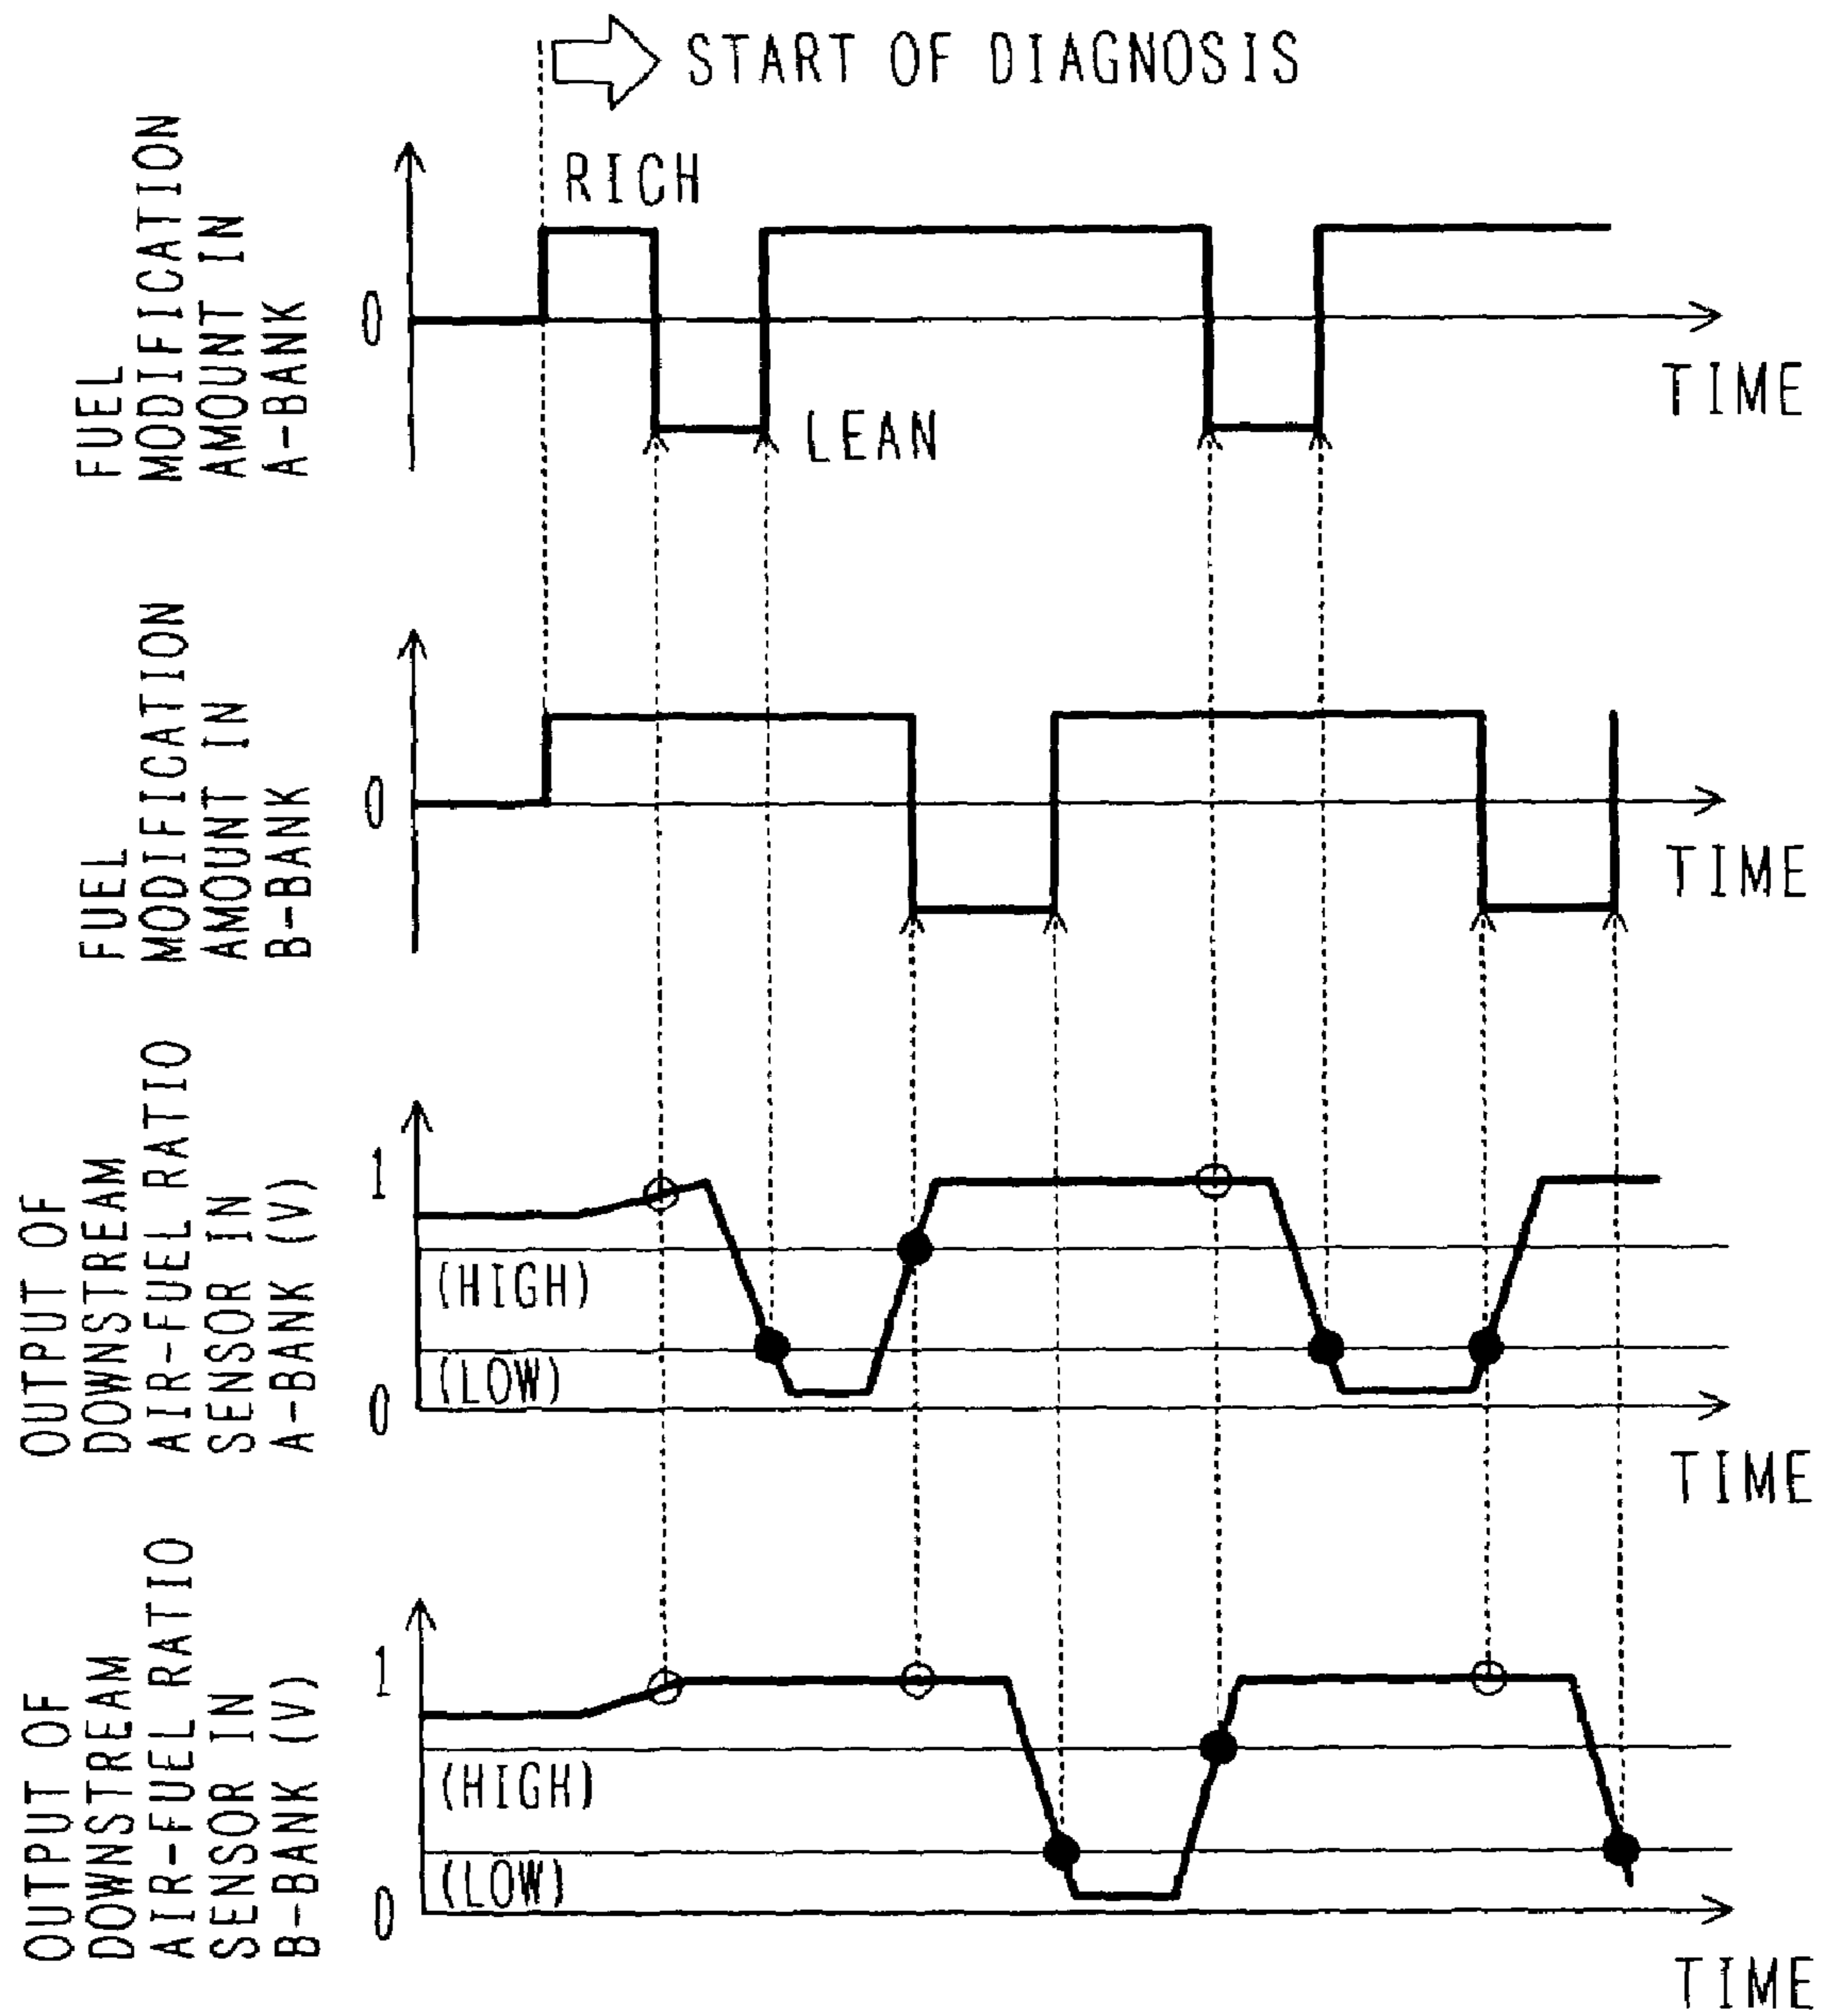 START OF DIAGNOSIS
FUEL
MODIFICATION
AMOUNT IN
A-BANK
RICH
0
LEAN
TIME
FUEL
MODIFICATION
AMOUNT IN
B-BANK
0
TIME
OUTPUT OF
DOWNSTREAM
AIR-FUEL RATIO
SENSOR IN
A-BANK (V)
1
(HIGH)
(LOW)
0
TIME
OUTPUT OF
DOWNSTREAM
AIR-FUEL RATIO
SENSOR IN
B-BANK (V)
1
(HIGH)
(LOW)
0
TIME